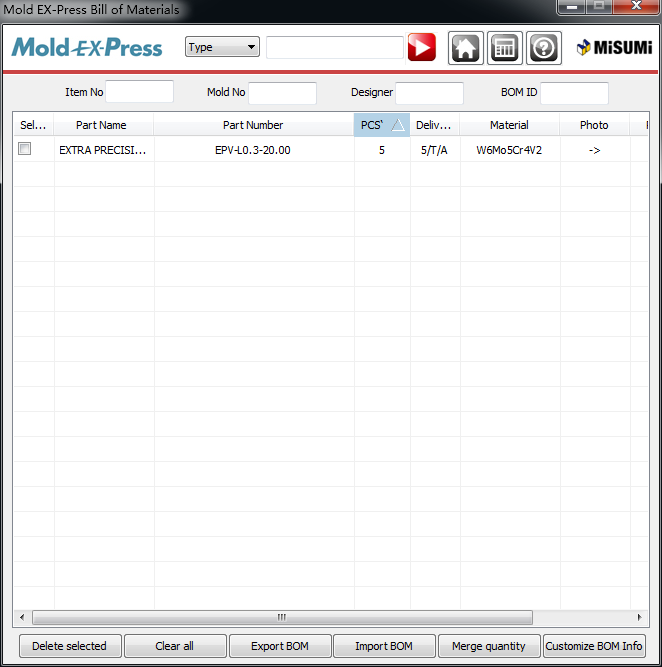 Mold EX-Press Bill of Materials
Mold EX-Press Type MiSUMi
Item No Mold No Designer BOM ID
Sel... Part Name Part Number PCS' Deliv... Material Photo
EXTRA PRECISI... EPV-L0.3-20.00 5 5/T/A W6Mo5Cr4V2 ->
Delete selected Clear all Export BOM Import BOM Merge quantity Customize BOM Info